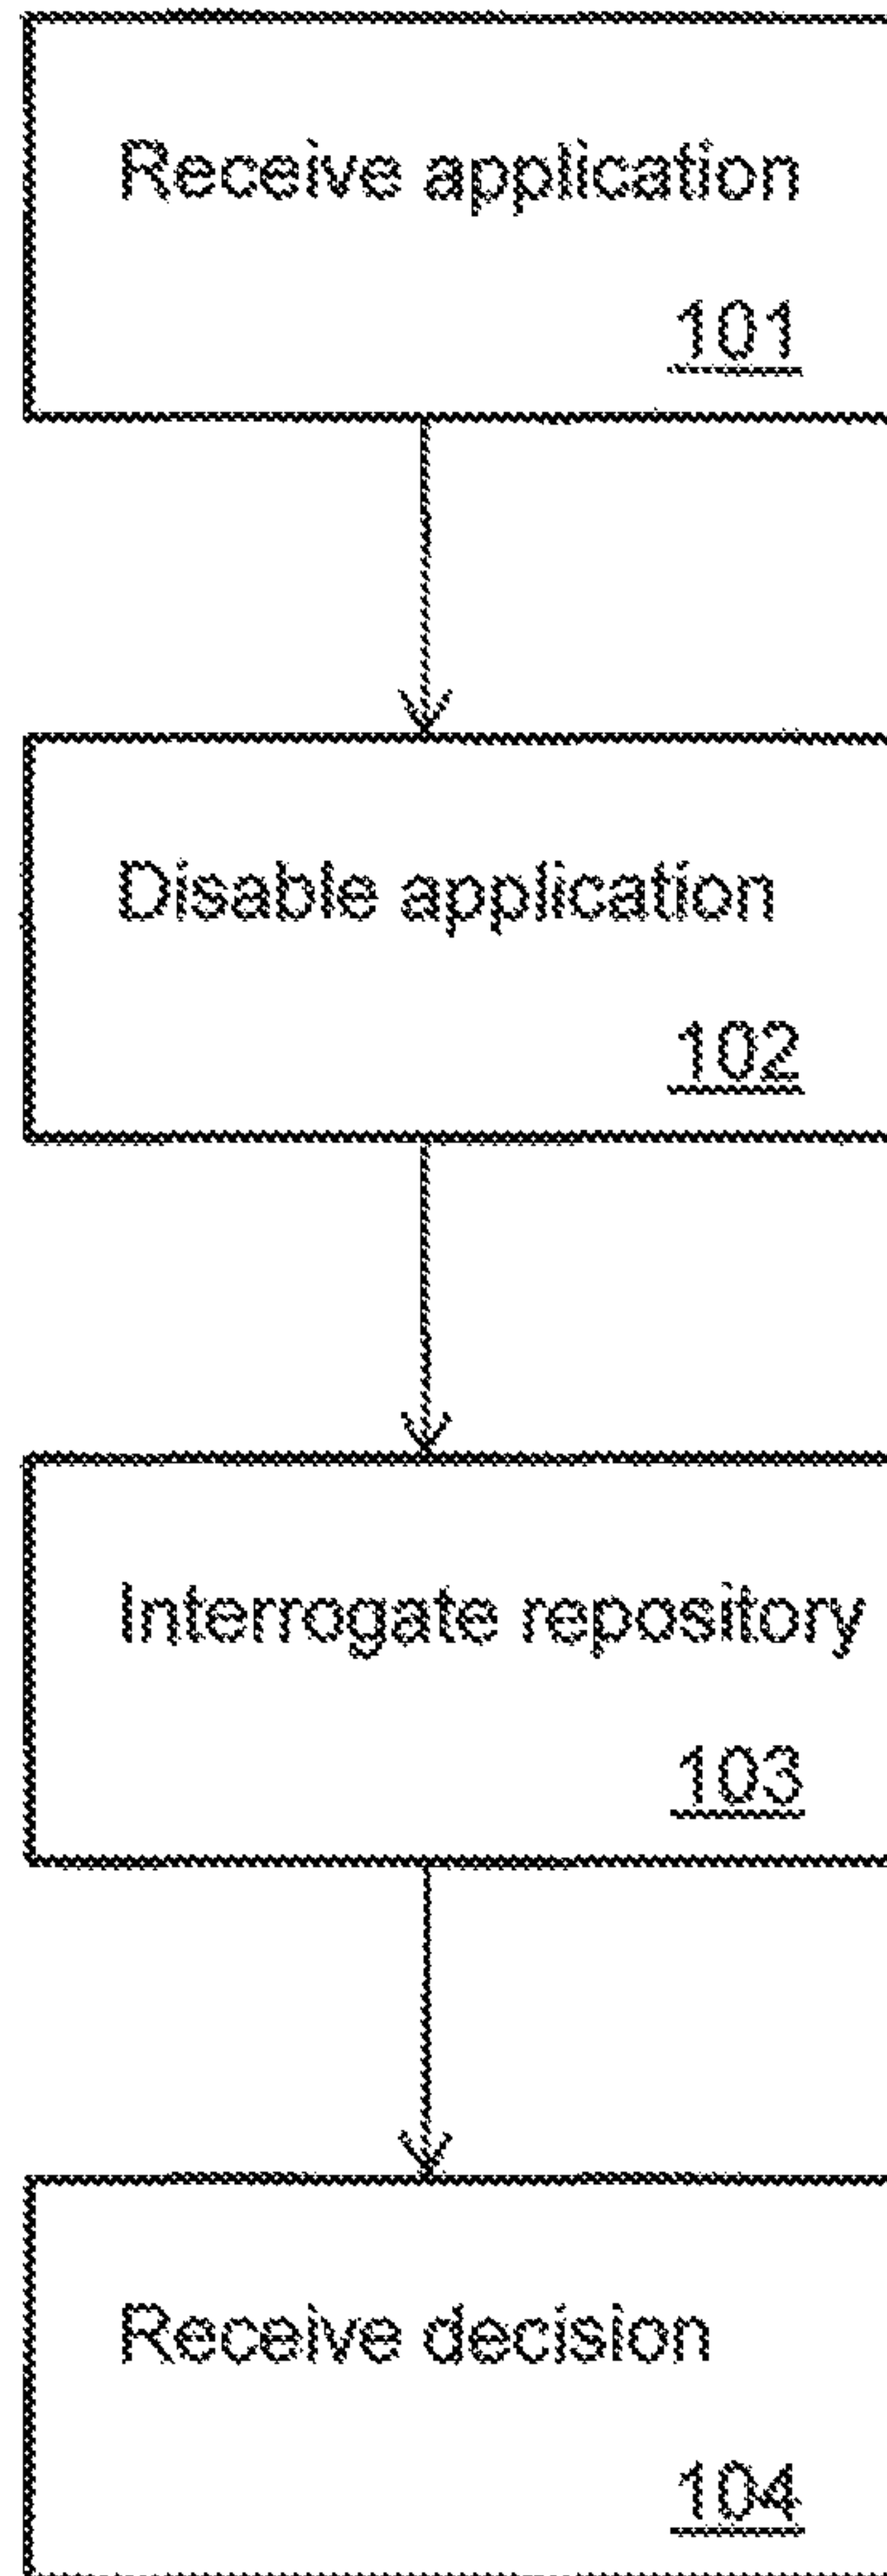 Receive application
101
Disable application
102
Interrogate repository
103
Receive decision
104